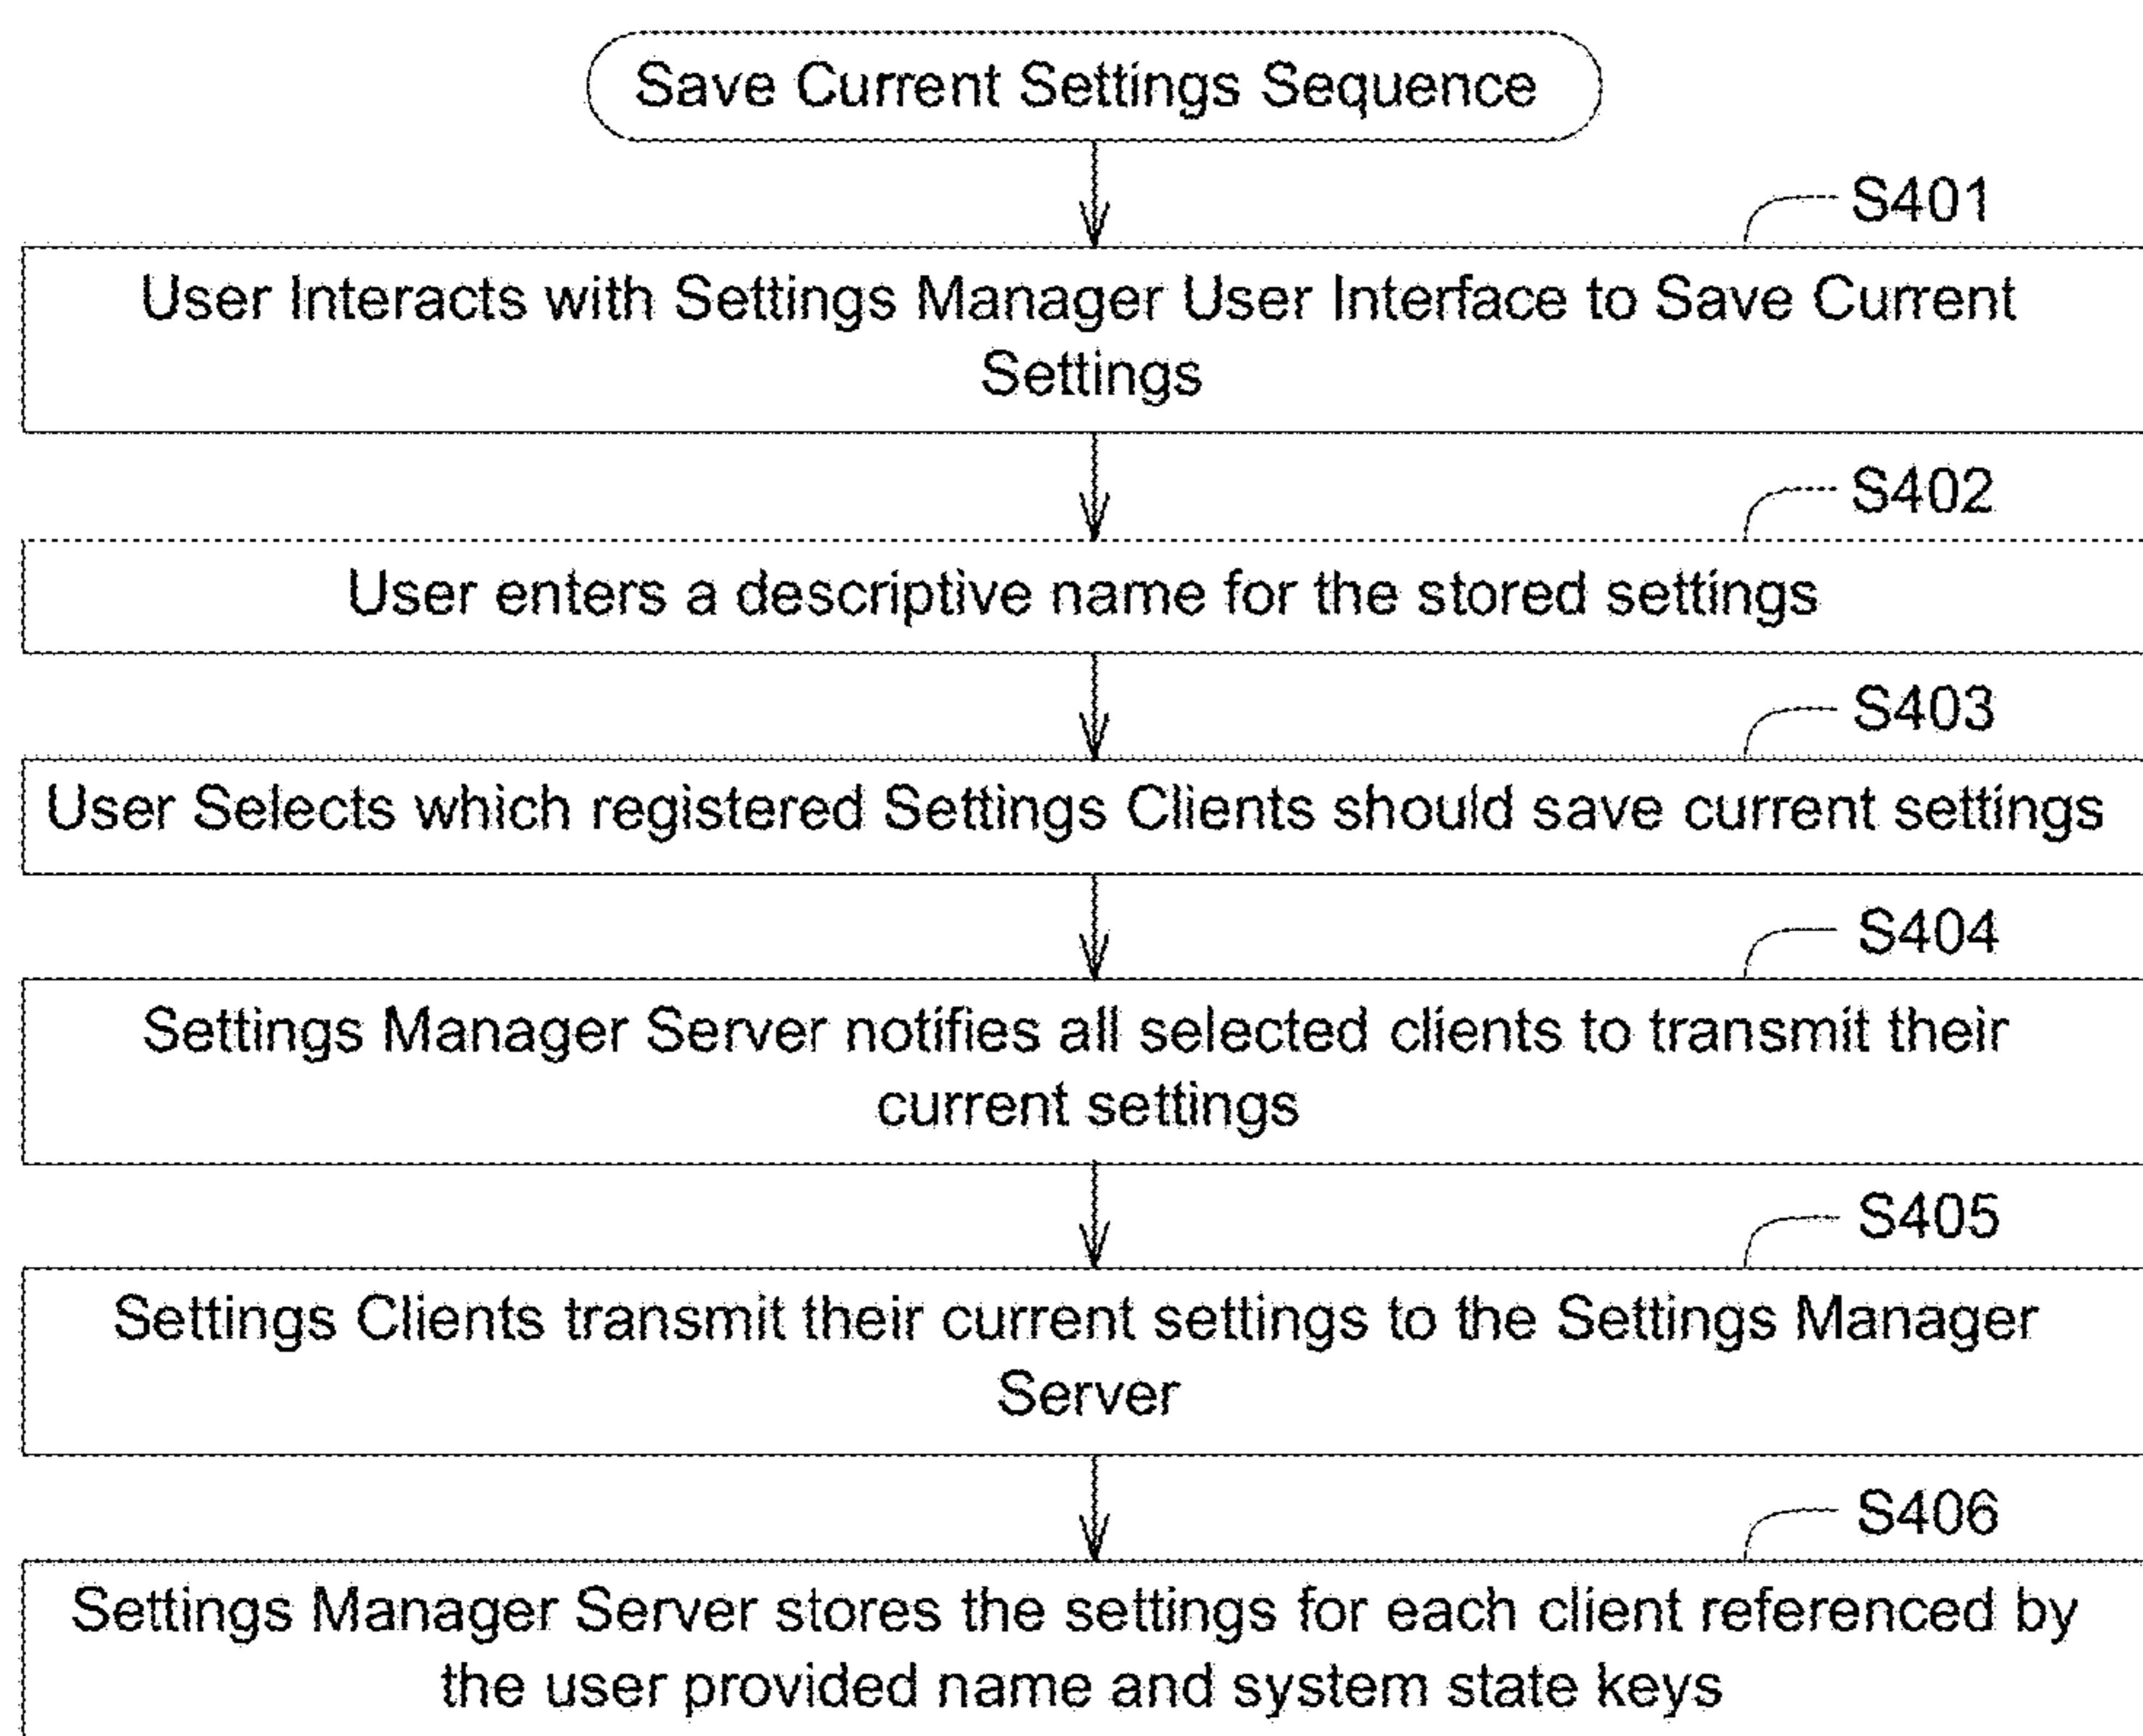 Save Current Settings Sequence
S401
User Interacts with Settings Manager User Interface to Save Current
Settings
S402
User enters a descriptive name for the stored settings
S403
User Selects which registered Settings Clients should save current settings
S404
Settings Manager Server notifies all selected clients to transmit their
current settings
S405
Settings Clients transmit their current settings to the Settings Manager
Server
S406
Settings Manager Server stores the settings for each client referenced by
the user provided name and system state keys